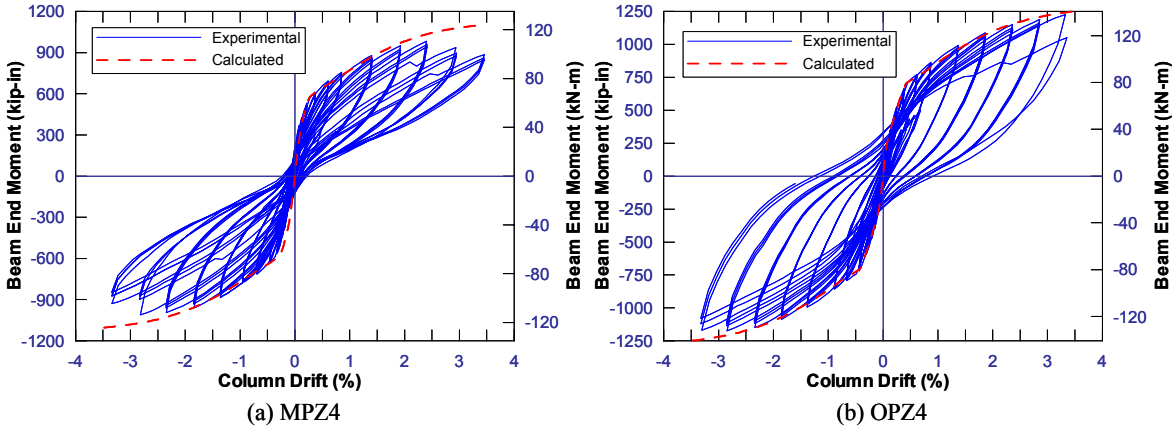 1200
900
600
300
0
-300
-600
-900
-1200
Beam End Moment (kip-in)
Experimental
Calculated
120
80
40
0
-40
-80
-120
Beam End Moment (kN-m)
-4 -3 -2 -1 0 1 2 3 4
Column Drift (%)
(a) MPZ4
1250
1000
750
500
250
0
-250
-500
-750
-1000
-1250
Beam End Moment (kip-in)
Experimental
Calculated
120
80
40
0
-40
-80
-120
Beam End Moment (kN-m)
-4 -3 -2 -1 0 1 2 3 4
Column Drift (%)
(b) OPZ4